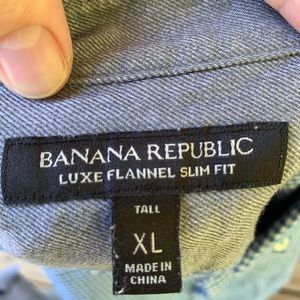 BANANA REPUBLIC
LUXE FLANNEL SLIM FIT
TALL
XL
MADE IN
CHINA